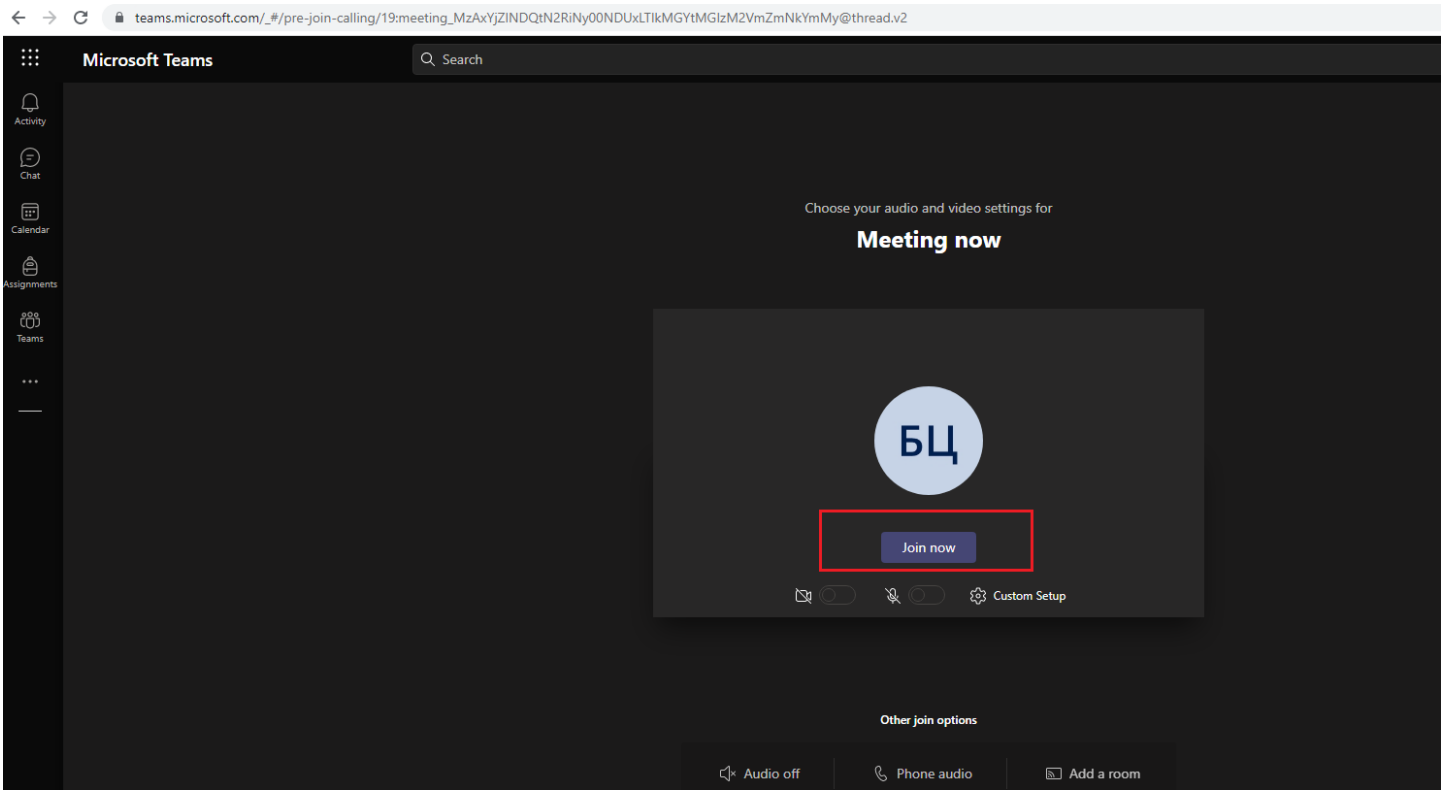 teams.microsoft.com/_#/pre-join-calling/19:meeting_MzAxYjZlNDQtN2RiNy00NDUxLTlkMGYtMGIzM2VmZmNkYmMy@thread.v2
Microsoft Teams
Search
Activity
Chat
Calendar
Assignments
Teams
Choose your audio and video settings for
Meeting now
БЦ
Join now
Custom Setup
Other join options
Audio off
Phone audio
Add a room